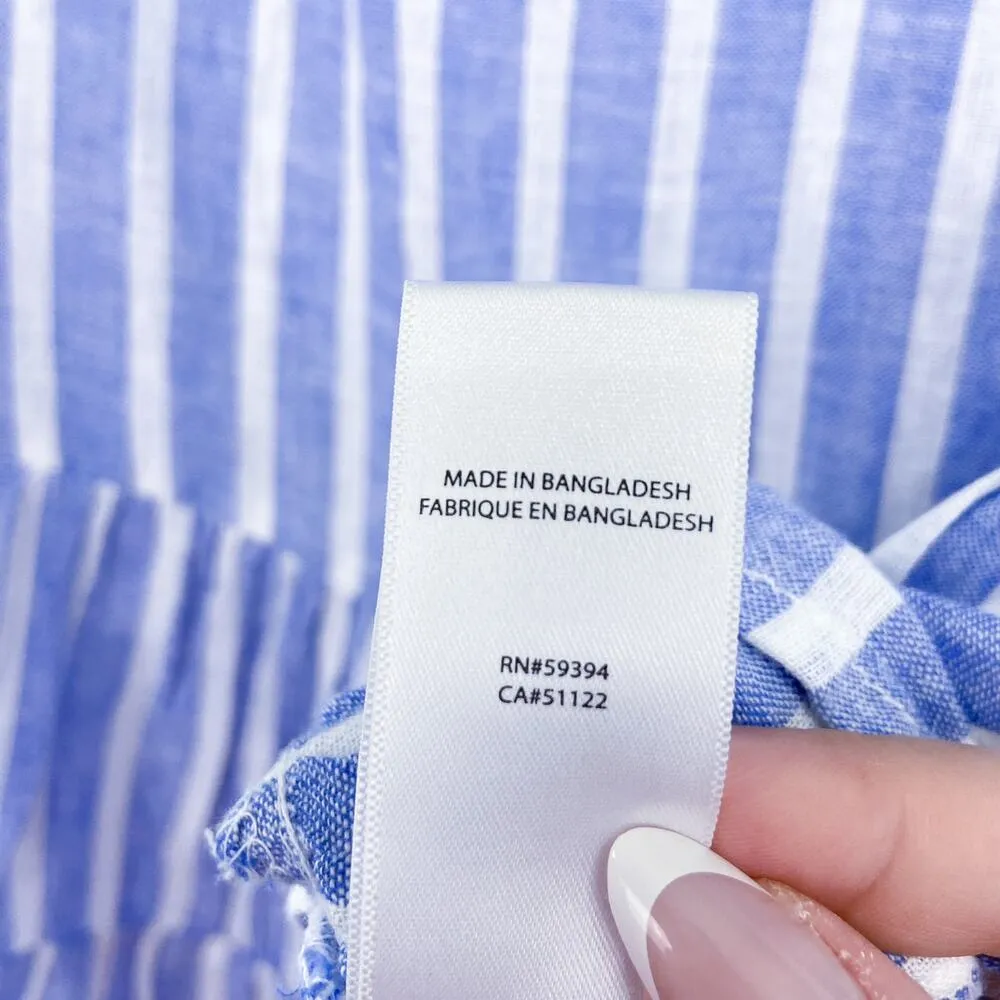 MADE IN BANGLADESH
FABRIQUE EN BANGLADESH
RN#59394
CA#51122